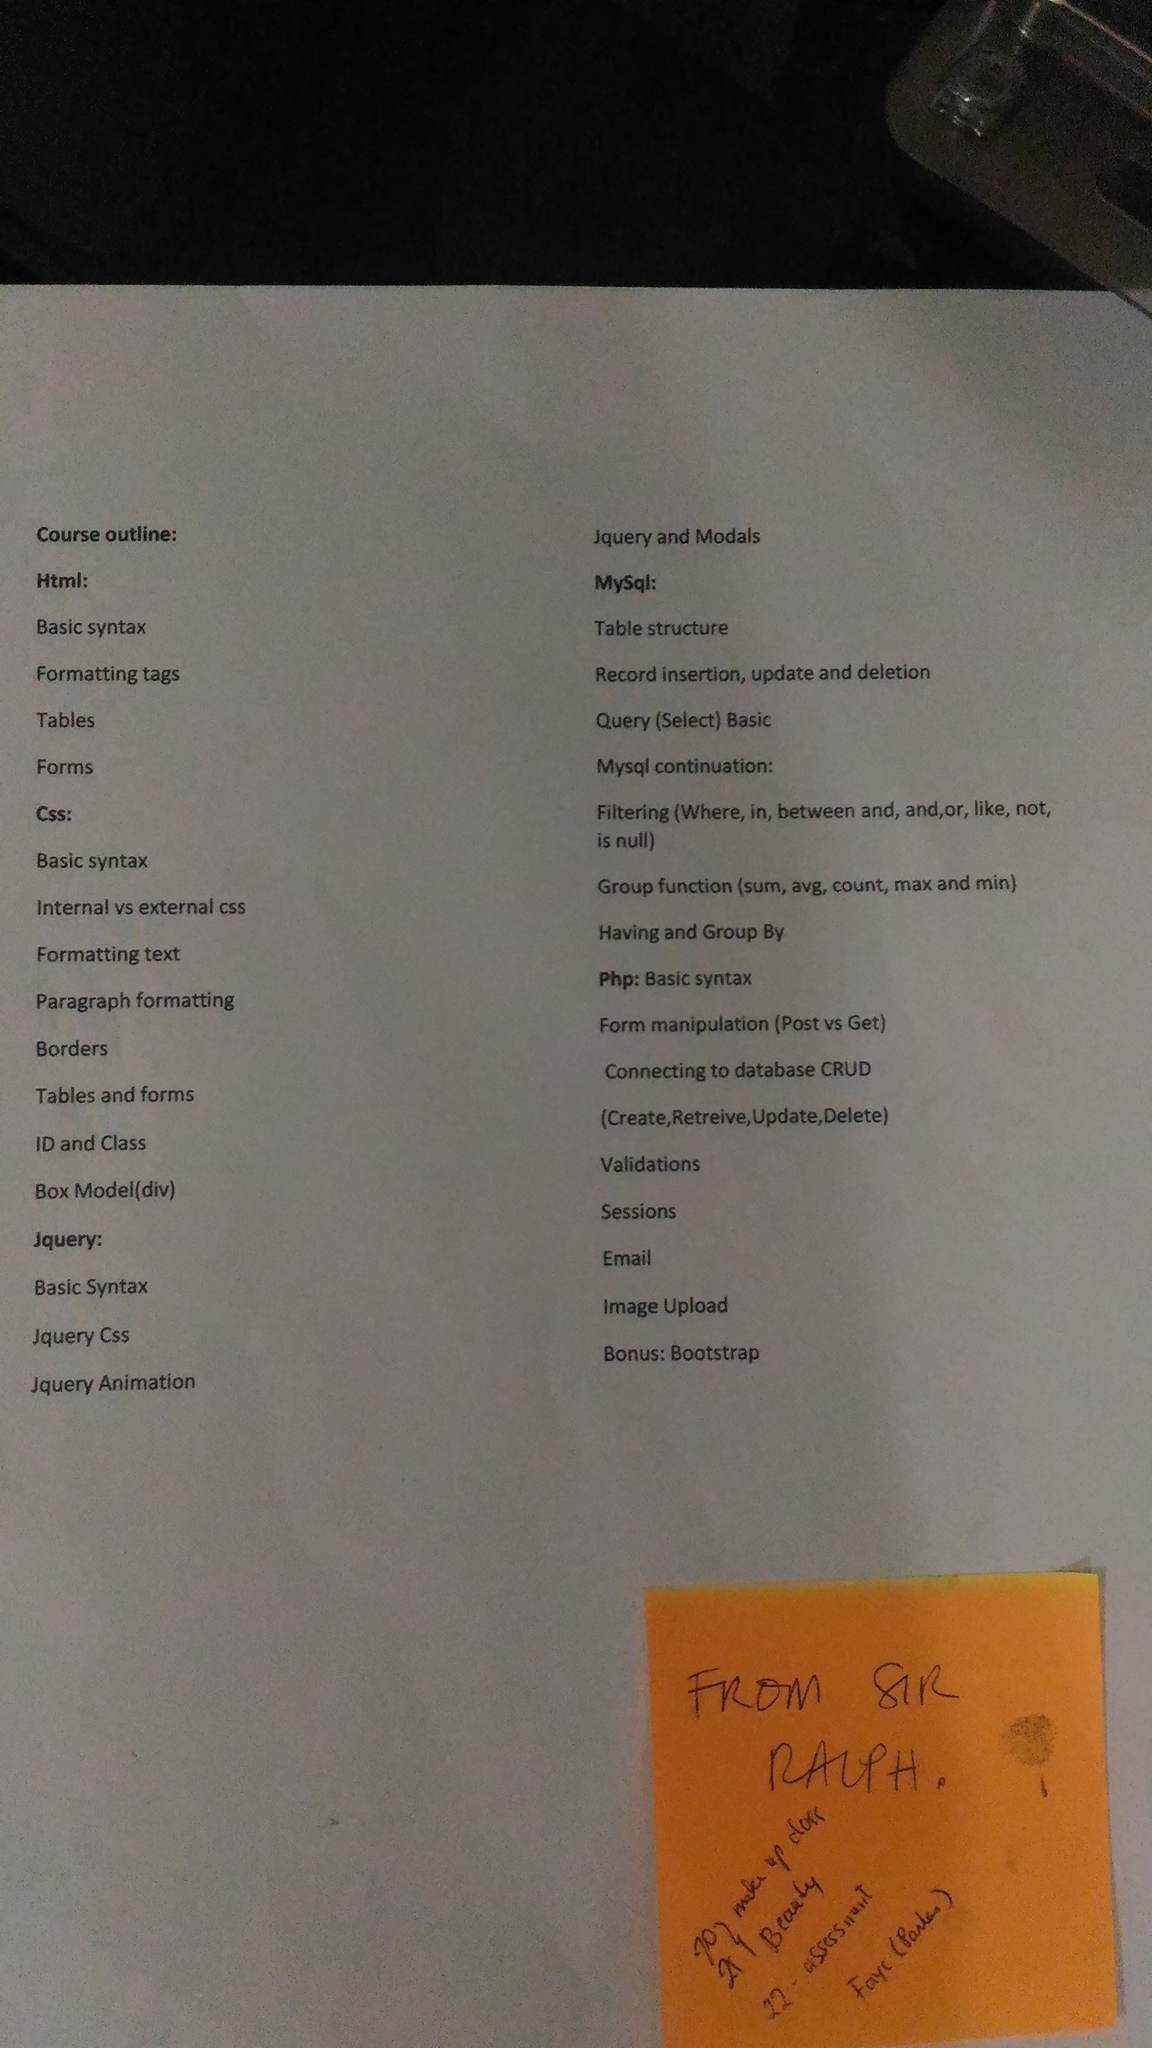 Course outline:
Html:
Basic syntax
Formatting tags
Tables
Forms
Css:
Basic syntax
Internal vs external css
Formatting text
Paragraph formatting
Borders
Tables and forms
ID and Class
Box Model(div)
Jquery:
Basic Syntax
Jquery Css
Jquery Animation
Jquery and Modals
MySql:
Table structure
Record insertion, update and deletion
Query (Select) Basic
Mysql continuation:
Filtering (Where, in, between and, and,or, like, not,
is null)
Group function (sum, avg, count, max and min)
Having and Group By
Php: Basic syntax
Form manipulation (Post vs Get)
Connecting to database CRUD
(Create,Retreive,Update,Delete)
Validations
Sessions
Email
Image Upload
Bonus: Bootstrap
FROM SIR
RALPH.
20 make up class
21 Beauty
22 - assessment
Faye